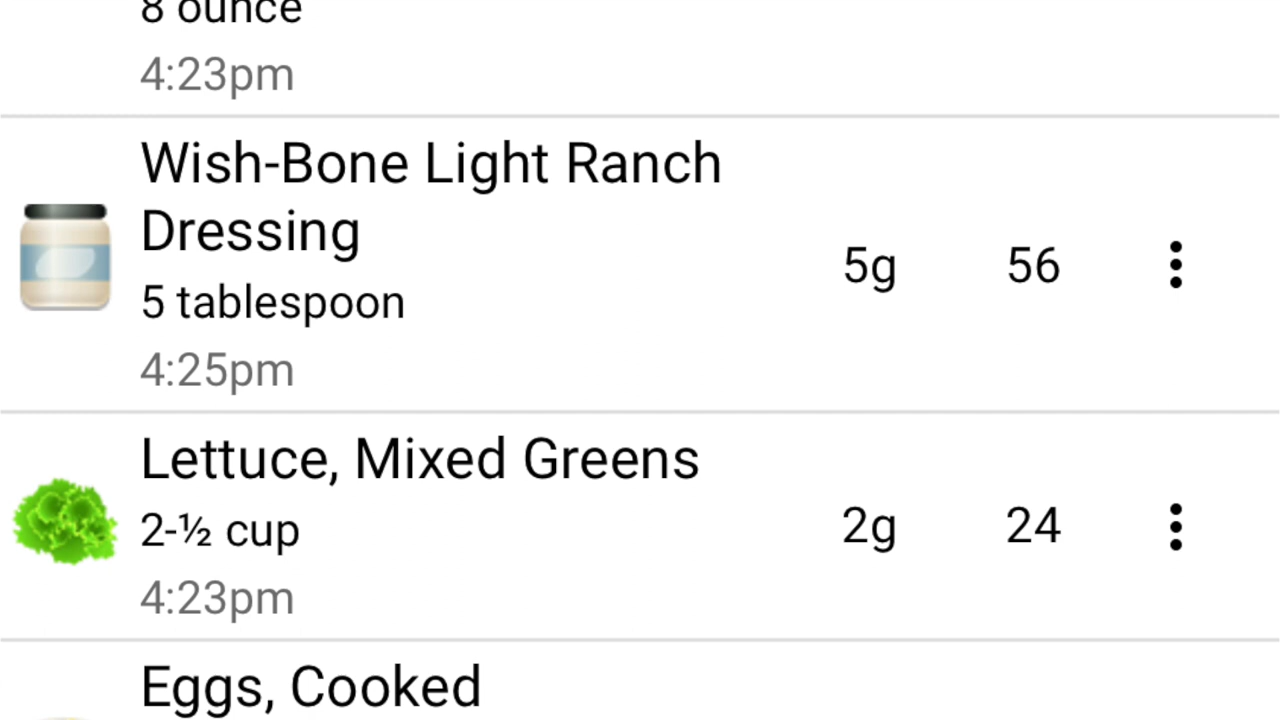 8 ounce
4:23pm
Wish-Bone Light Ranch
Dressing
5 tablespoon
4:25pm
5g 56
Lettuce, Mixed Greens
2-½ cup
4:23pm
2g 24
Eggs, Cooked